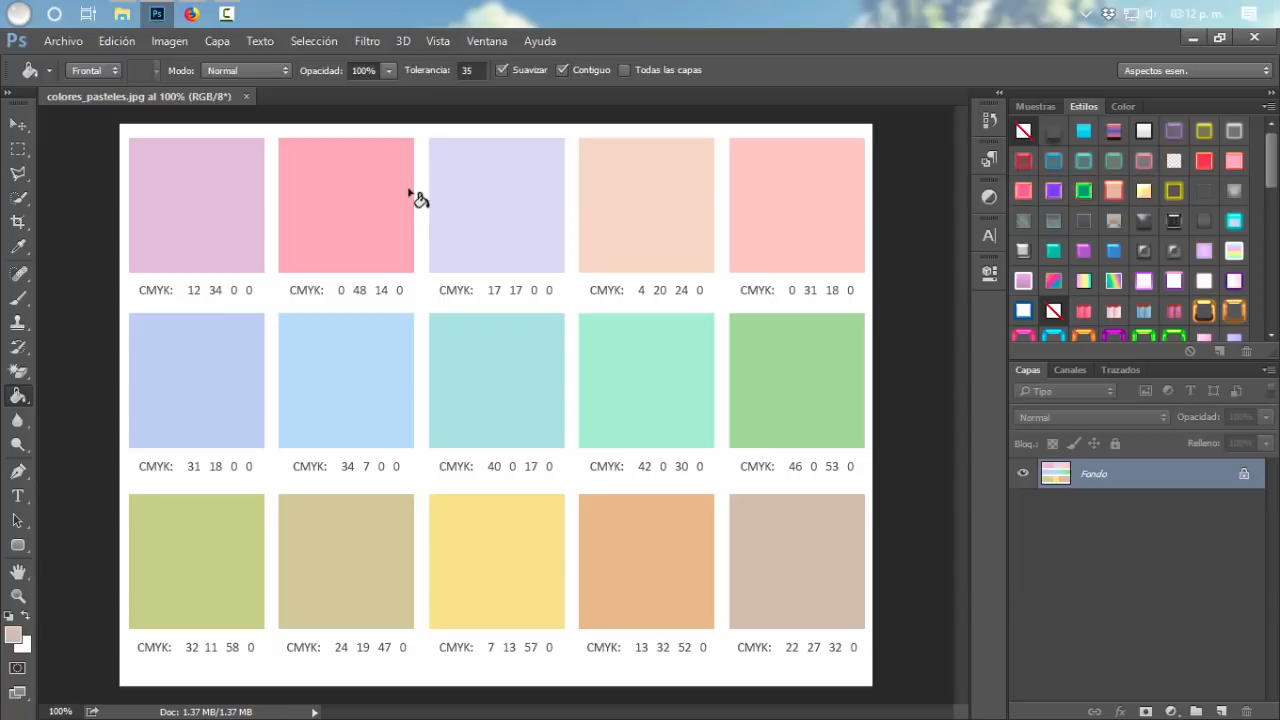 Ps
C
03:12 p. m.
Ps Archivo Edición Imagen Capa Texto Selección Filtro 3D Vista Ventana Ayuda
Frontal Modo: Normal Opacidad: 100% Tolerancia: 35 Suavizar Contiguo Todas las capas Aspectos esen.
colores_pasteles.jpg al 100% (RGB/8*) ×
Muestras Estilos Color
CMYK: 12 34 0 0
CMYK: 0 48 14 0
CMYK: 17 17 0 0
CMYK: 4 20 24 0
CMYK: 0 31 18 0
CMYK: 31 18 0 0
CMYK: 34 7 0 0
CMYK: 40 0 17 0
CMYK: 42 0 30 0
CMYK: 46 0 53 0
CMYK: 32 11 58 0
CMYK: 24 19 47 0
CMYK: 7 13 57 0
CMYK: 13 32 52 0
CMYK: 22 27 32 0
Capas Canales Trazados
Tipo
Normal Opacidad: 100%
Bloq.: Relleno: 100%
Fondo
100% Doc: 1.37 MB/1.37 MB